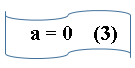 a = 0 (3)